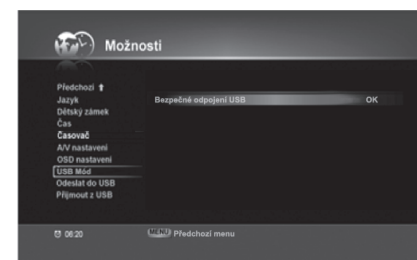 Možnosti
Předchozí ⬆
Jazyk
Dětský zámek
Čas
Časovač
A/V nastavení
OSD nastavení
USB Mód
Odeslat do USB
Přijmout z USB
Bezpečné odpojení USB OK
06:20 MENU Předchozí menu